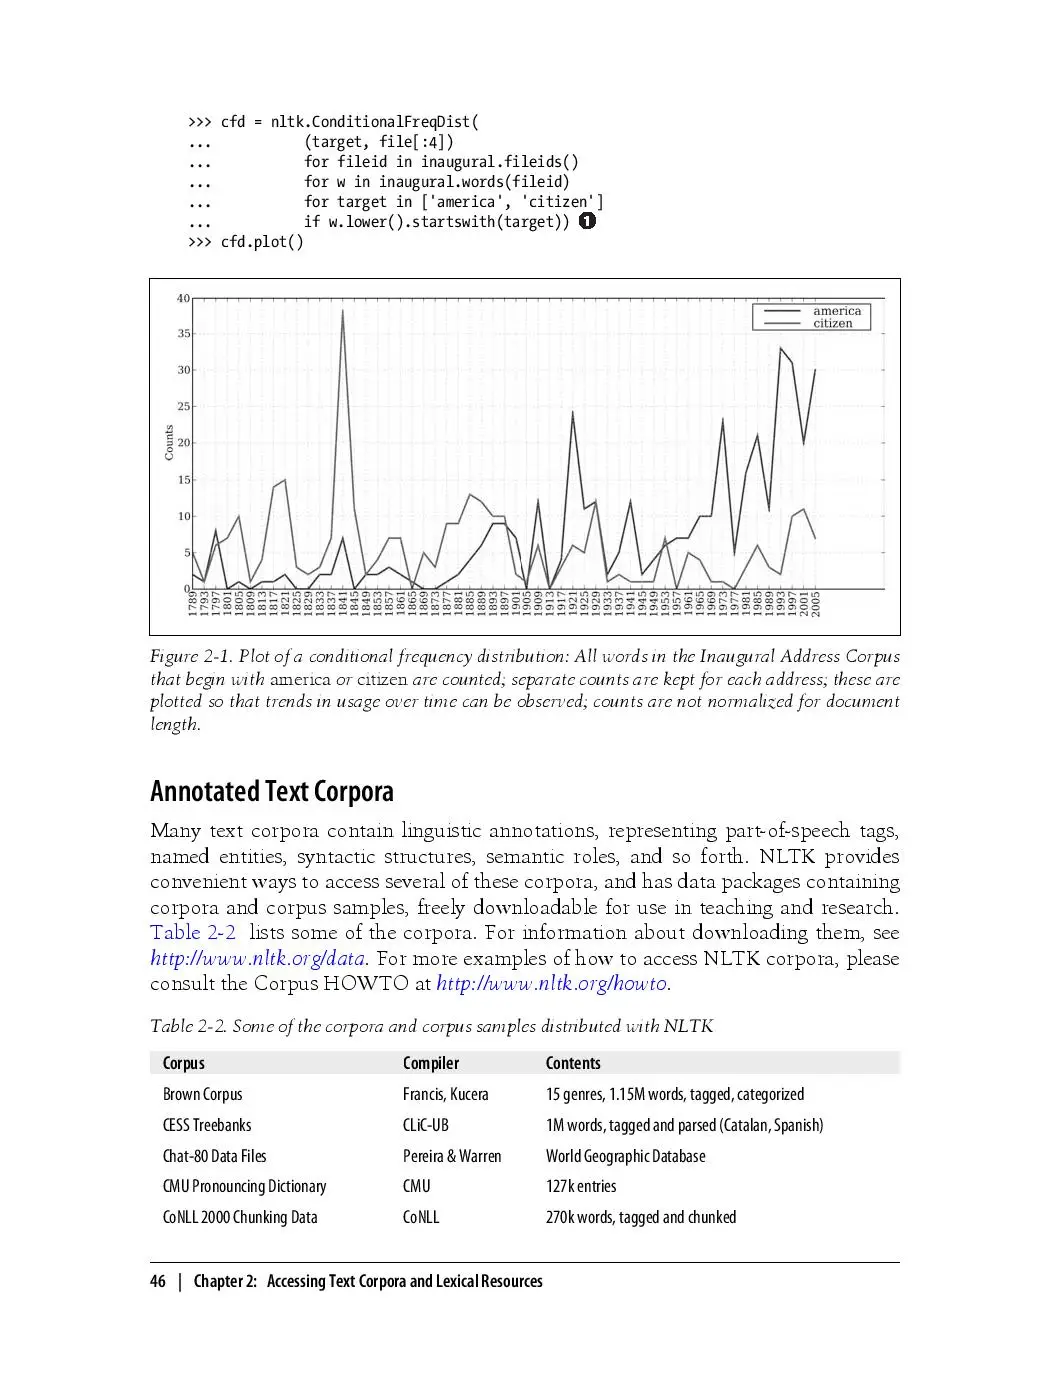 >>> cfd = nltk.ConditionalFreqDist(
... (target, file[:4])
... for fileid in inaugural.fileids()
... for w in inaugural.words(fileid)
... for target in ['america', 'citizen']
... if w.lower().startswith(target)) 1
>>> cfd.plot()
40
america
citizen
35
30
25
Counts
20
15
10
5
0
1789 1793 1797 1801 1805 1809 1813 1817 1821 1825 1829 1833 1837 1841 1845 1849 1853 1857 1861 1865 1869 1873 1877 1881 1885 1889 1893 1897 1901 1905 1909 1913 1917 1921 1925 1929 1933 1937 1941 1945 1949 1953 1957 1961 1965 1969 1973 1977 1981 1985 1989 1993 1997 2001 2005
Figure 2-1. Plot of a conditional frequency distribution: All words in the Inaugural Address Corpus
that begin with america or citizen are counted; separate counts are kept for each address; these are
plotted so that trends in usage over time can be observed; counts are not normalized for document
length.
Annotated Text Corpora
Many text corpora contain linguistic annotations, representing part-of-speech tags,
named entities, syntactic structures, semantic roles, and so forth. NLTK provides
convenient ways to access several of these corpora, and has data packages containing
corpora and corpus samples, freely downloadable for use in teaching and research.
Table 2-2 lists some of the corpora. For information about downloading them, see
http://www.nltk.org/data. For more examples of how to access NLTK corpora, please
consult the Corpus HOWTO at http://www.nltk.org/howto.
Table 2-2. Some of the corpora and corpus samples distributed with NLTK
Corpus Compiler Contents
Brown Corpus Francis, Kucera 15 genres, 1.15M words, tagged, categorized
CESS Treebanks CLiC-UB 1M words, tagged and parsed (Catalan, Spanish)
Chat-80 Data Files Pereira & Warren World Geographic Database
CMU Pronouncing Dictionary CMU 127k entries
CoNLL 2000 Chunking Data CoNLL 270k words, tagged and chunked
46 | Chapter 2: Accessing Text Corpora and Lexical Resources